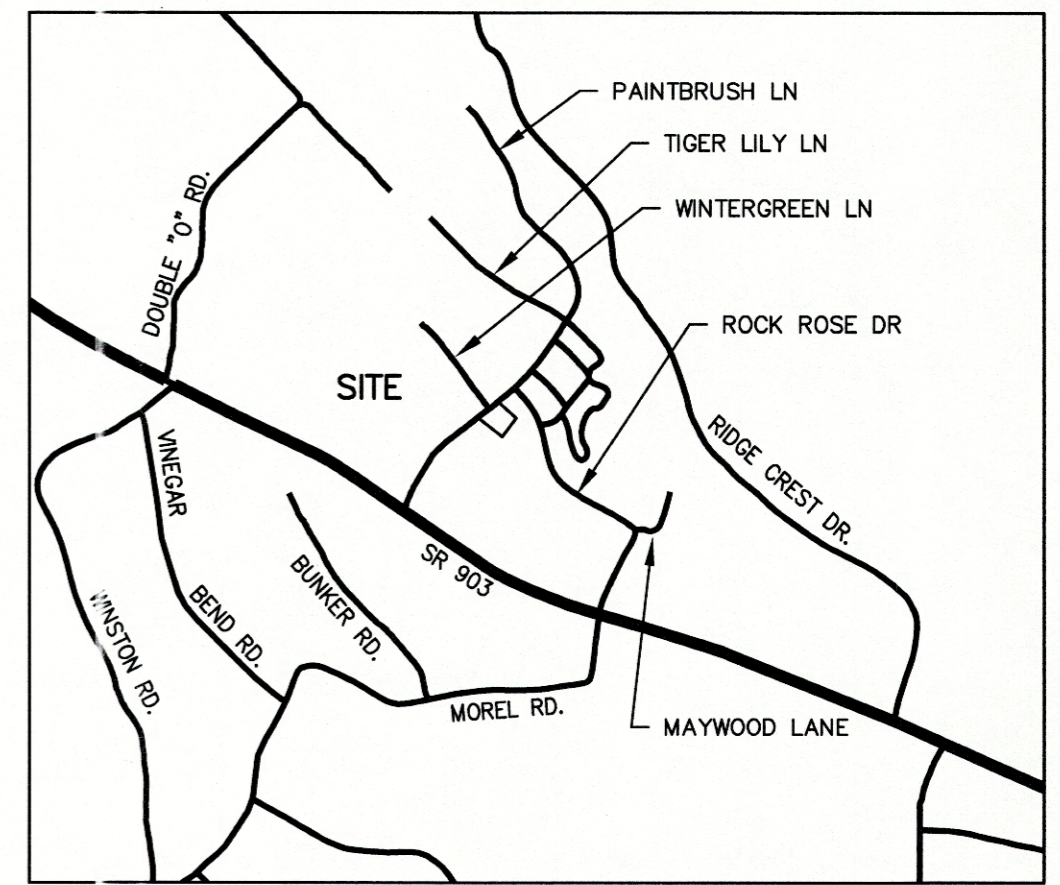 PAINTBRUSH LN
TIGER LILY LN
WINTERGREEN LN
DOUBLE "O" RD.
ROCK ROSE DR
SITE
RIDGE CREST DR.
VINEGAR
BEND RD.
SR 903
BUNKER RD.
WINSTON RD.
MOREL RD.
MAYWOOD LANE